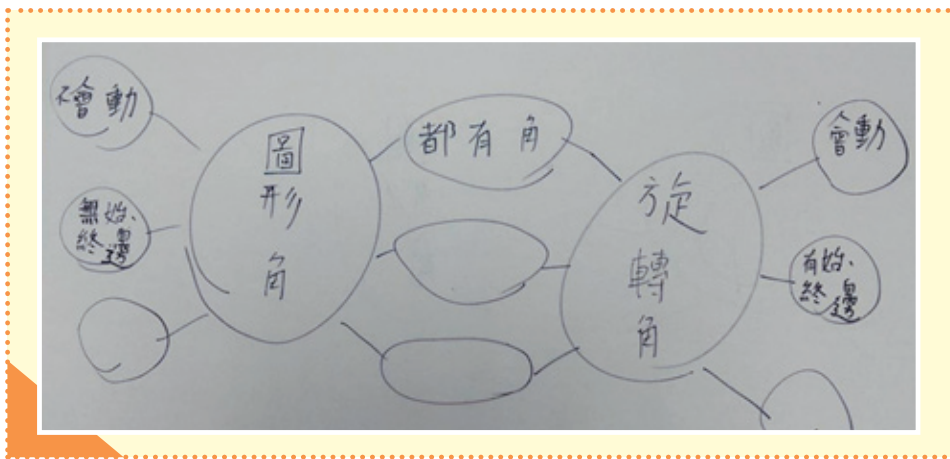 不會動
無始、
終邊
圖
形
角
都有角
旋
轉
角
會動
有始、
終邊